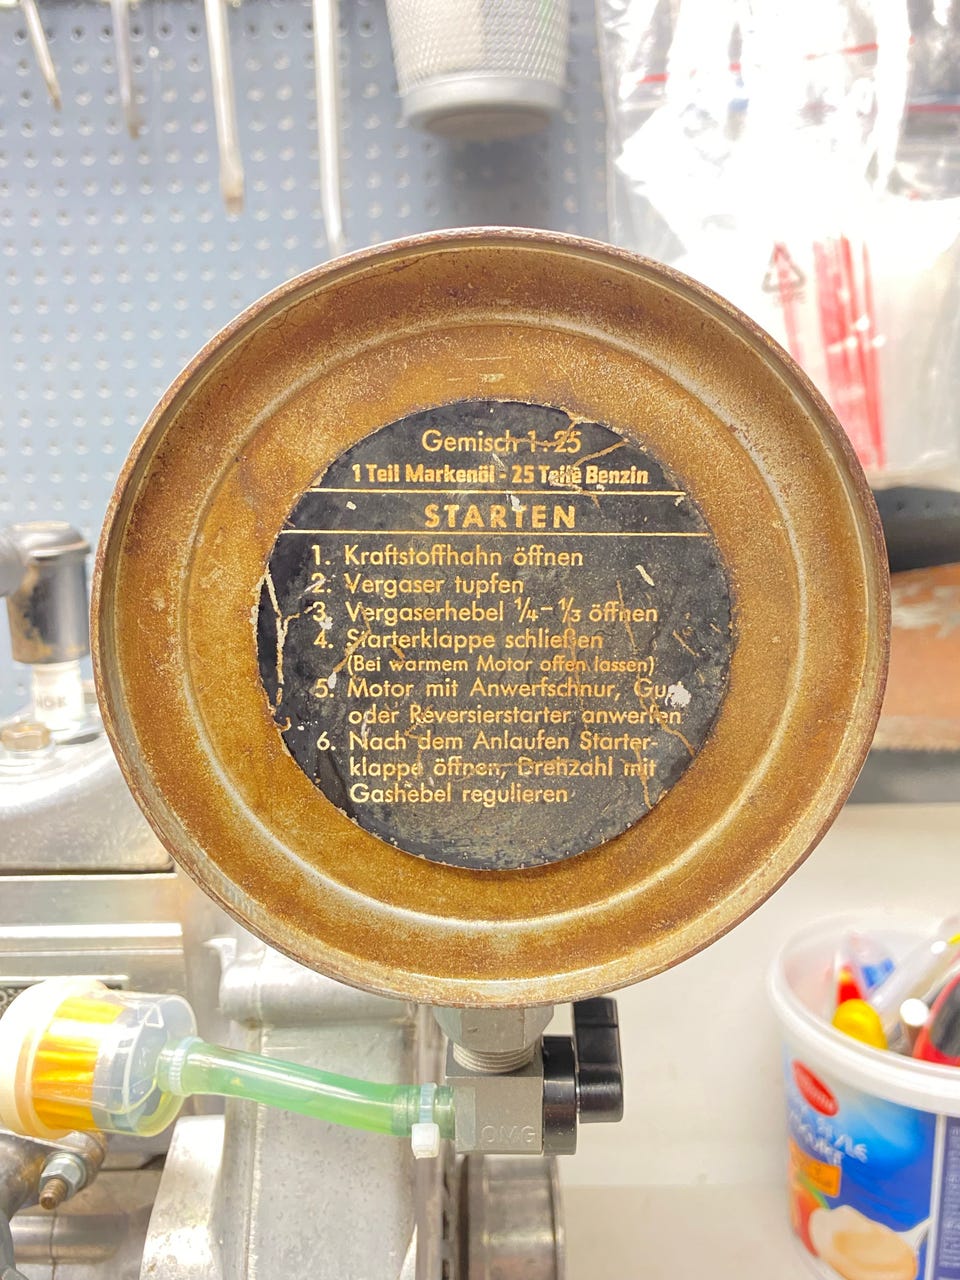 Gemisch 1:25
1 Teil Markenöl - 25 Teile Benzin
STARTEN
1. Kraftstoffhahn öffnen
2. Vergaser tupfen
3. Vergaserhebel 1/4 - 1/3 öffnen
4. Starterklappe schließen
(Bei warmem Motor offen lassen)
5. Motor mit Anwerfschnur,
oder Reversierstarter anwerfen
6. Nach dem Anlaufen Starter-
klappe öffnen, Drehzahl mit
Gashebel regulieren
OMG